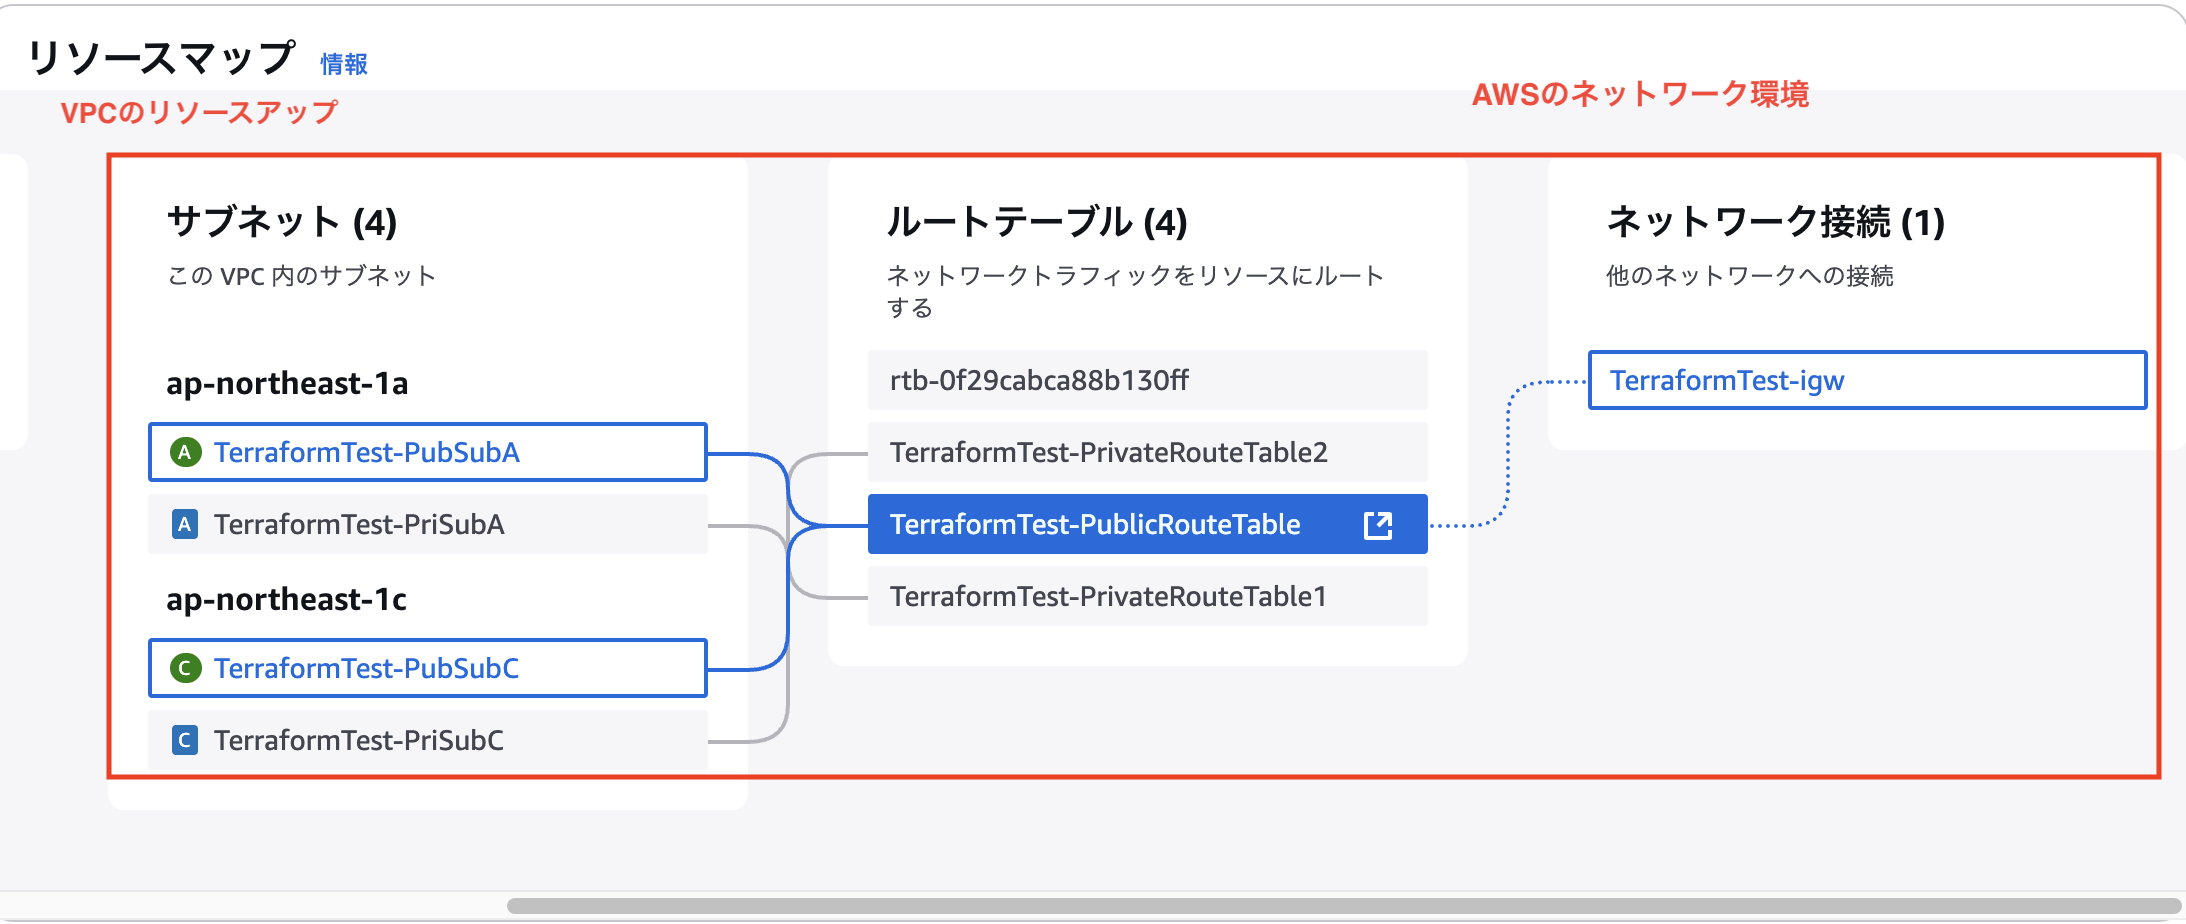 リソースマップ 情報
VPCのリソースアップ
AWSのネットワーク環境
サブネット (4)
この VPC 内のサブネット
ap-northeast-1a
A TerraformTest-PubSubA
A TerraformTest-PriSubA
ap-northeast-1c
C TerraformTest-PubSubC
C TerraformTest-PriSubC
ルートテーブル (4)
ネットワークトラフィックをリソースにルート
する
rtb-0f29cabca88b130ff
TerraformTest-PrivateRouteTable2
TerraformTest-PublicRouteTable
TerraformTest-PrivateRouteTable1
ネットワーク接続 (1)
他のネットワークへの接続
TerraformTest-igw